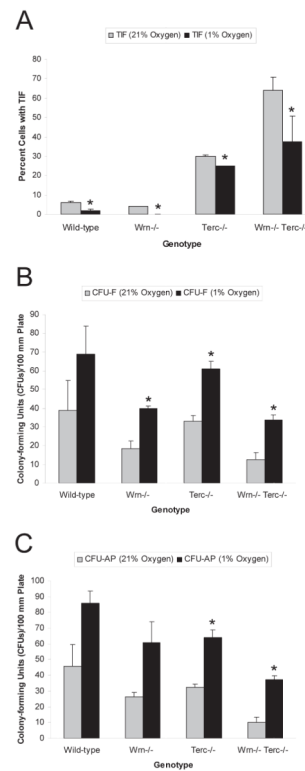 A
TIF (21% Oxygen) TIF (1% Oxygen)
Percent Cells with TIF
80
70
60
50
40
30
20
10
0
* * * *
Wild-type Wrn-/- Terc-/- Wrn-/- Terc-/-
Genotype
B
CFU-F (21% Oxygen) CFU-F (1% Oxygen)
Colony-forming Units (CFUs)/100 mm Plate
90
80
70
60
50
40
30
20
10
0
* * *
Wild-type Wrn-/- Terc-/- Wrn-/- Terc-/-
Genotype
C
CFU-AP (21% Oxygen) CFU-AP (1% Oxygen)
Colony-forming Units (CFUs)/100 mm Plate
100
90
80
70
60
50
40
30
20
10
0
* *
Wild-type Wrn-/- Terc-/- Wrn-/- Terc-/-
Genotype